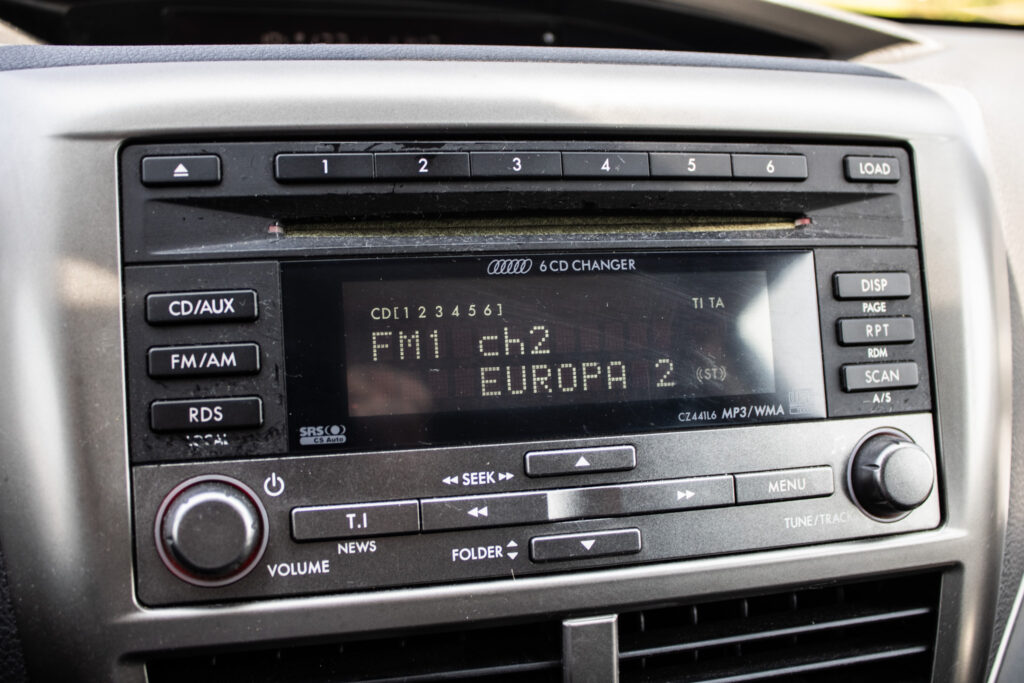 1 2 3 4 5 6 LOAD
6 CD CHANGER
DISP
CD/AUX
CD[1 2 3 4 5 6] TI TA
PAGE
FM1 ch2
RPT
FM/AM
RDM
EUROPA 2 ((ST))
SCAN
RDS
A/S
LOCAL
SRS
CS Auto
CZ441L6 MP3/WMA
SEEK
MENU
T.I
NEWS
TUNE/TRACK
FOLDER
VOLUME